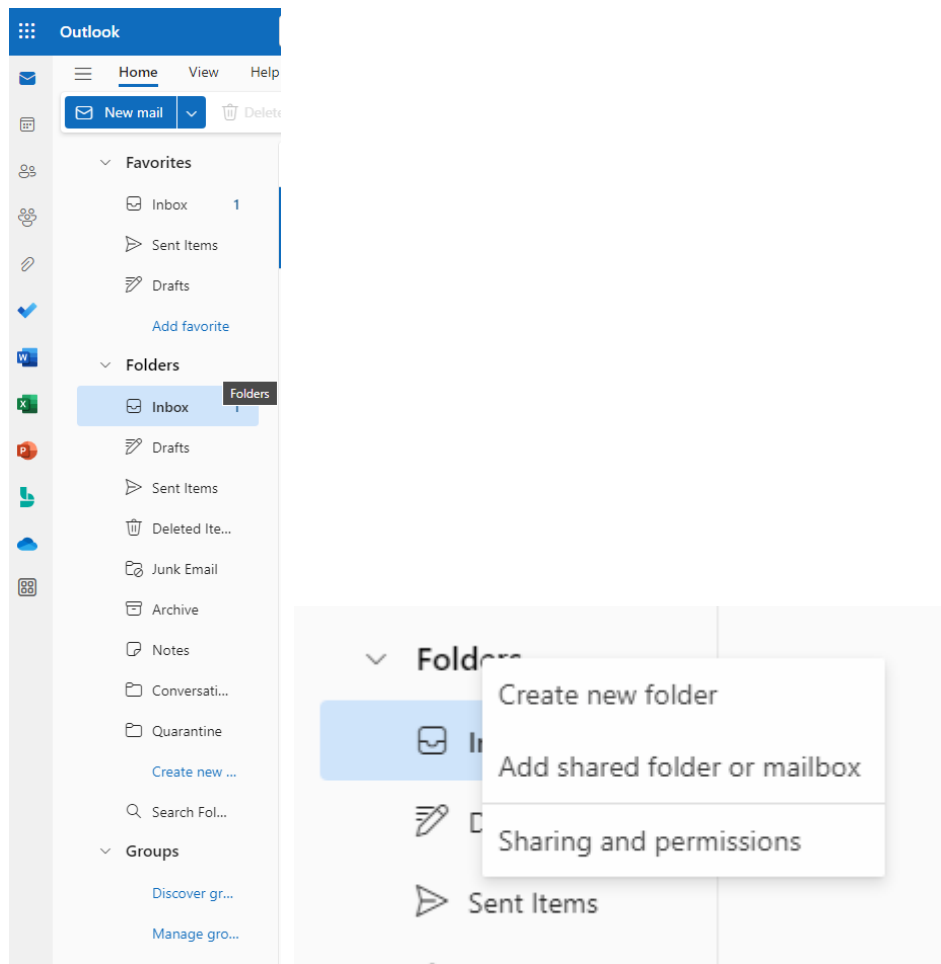 Outlook
Home View Help
New mail Delete
Favorites
Inbox 1
Sent Items
Drafts
Add favorite
Folders
Folders
Inbox 1
Drafts
Sent Items
Deleted Ite...
Junk Email
Archive
Notes
Conversati...
Quarantine
Create new ...
Search Fol...
Groups
Discover gr...
Manage gro...
Folders
Create new folder
Add shared folder or mailbox
Sharing and permissions
Sent Items